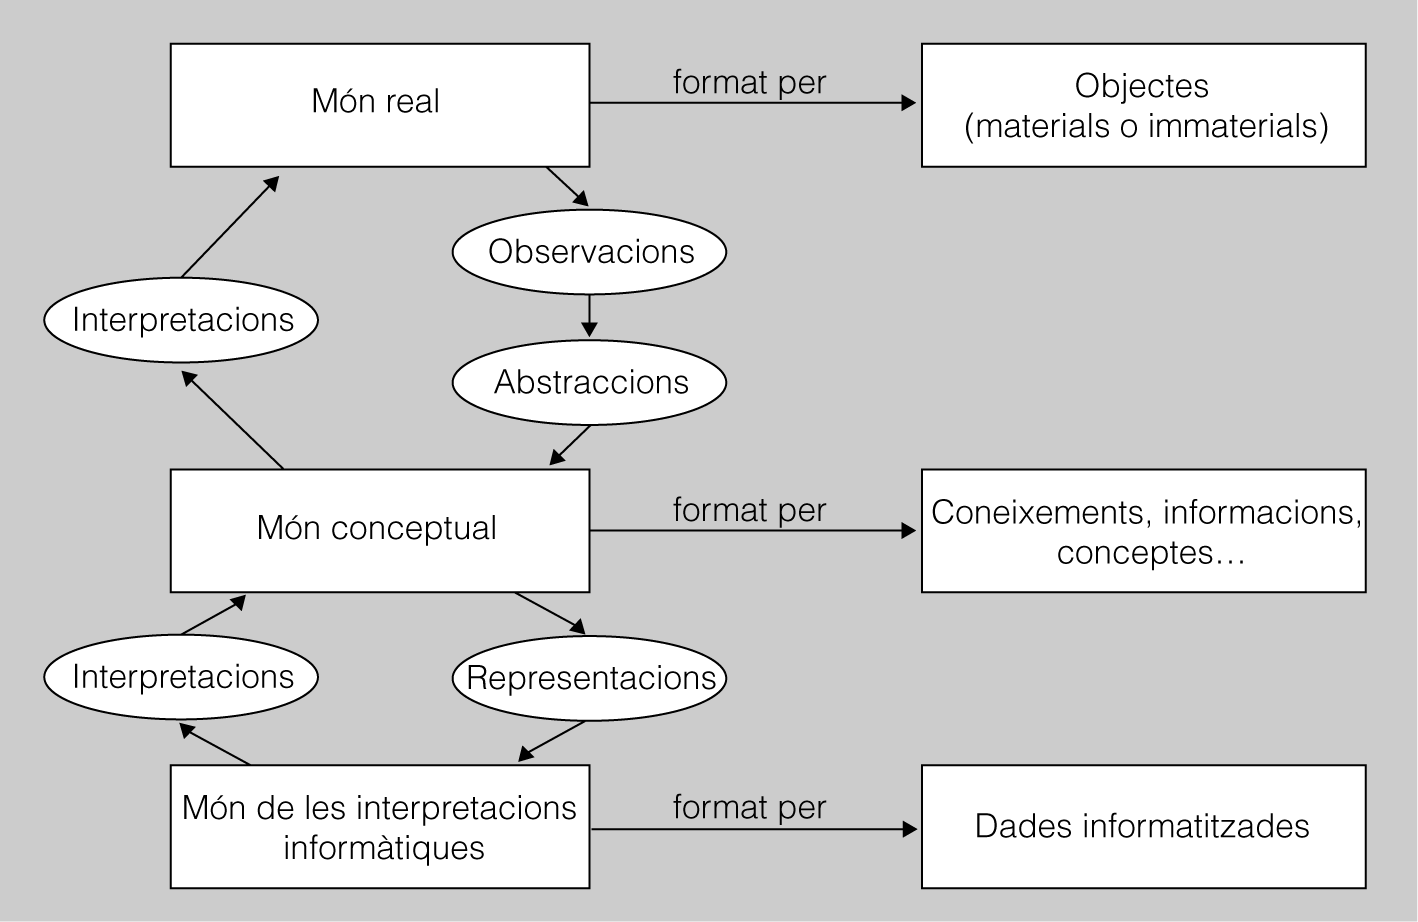 Món real
format per
Objectes
(materials o immaterials)
Observacions
Interpretacions
Abstraccions
Món conceptual
format per
Coneixements, informacions,
conceptes…
Interpretacions
Representacions
Món de les interpretacions
informàtiques
format per
Dades informatitzades